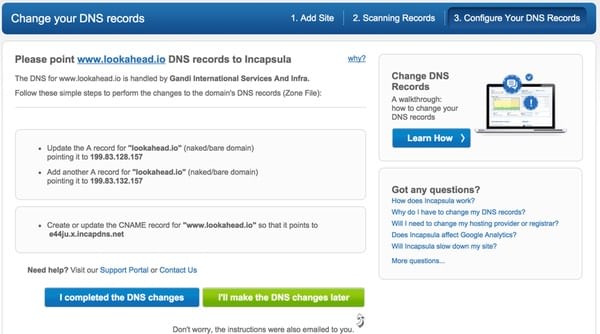 Change your DNS records
1. Add Site
2. Scanning Records
3. Configure Your DNS Records
Please point www.lookahead.io DNS records to Incapsula
why?
The DNS for www.lookahead.io is handled by Gandi International Services And Infra.
Follow these simple steps to perform the changes to the domain's DNS records (Zone File):
Update the A record for "lookahead.io" (naked/bare domain)
pointing it to 199.83.128.157
Add another A record for "lookahead.io" (naked/bare domain)
pointing it to 199.83.132.157
Create or update the CNAME record for "www.lookahead.io" so that it points to
e44ju.x.incapdns.net
Need help? Visit our Support Portal or Contact Us
I completed the DNS changes
I'll make the DNS changes later
Don't worry, the instructions were also emailed to you.
Change DNS
Records
A walkthrough:
how to change your
DNS records
Learn How
Got any questions?
How does Incapsula work?
Why do I have to change my DNS records?
Will I need to change my hosting provider or registrar?
Does Incapsula affect Google Analytics?
Will Incapsula slow down my site?
More questions...